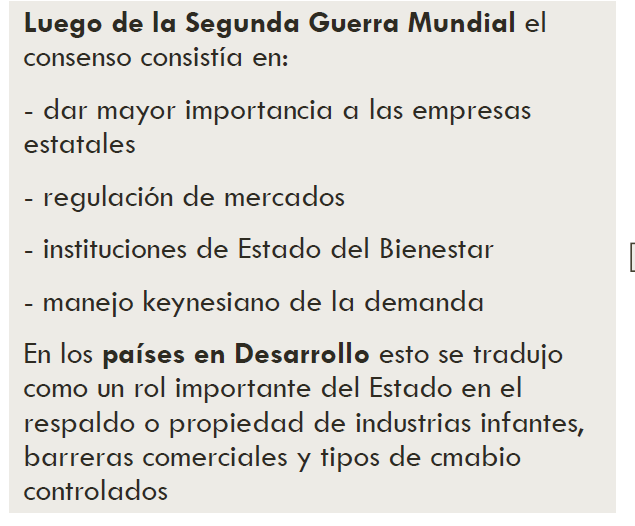 Luego de la Segunda Guerra Mundial el
consenso consistía en:
- dar mayor importancia a las empresas
estatales
- regulación de mercados
- instituciones de Estado del Bienestar
- manejo keynesiano de la demanda
En los países en Desarrollo esto se tradujo
como un rol importante del Estado en el
respaldo o propiedad de industrias infantes,
barreras comerciales y tipos de cmabio
controlados